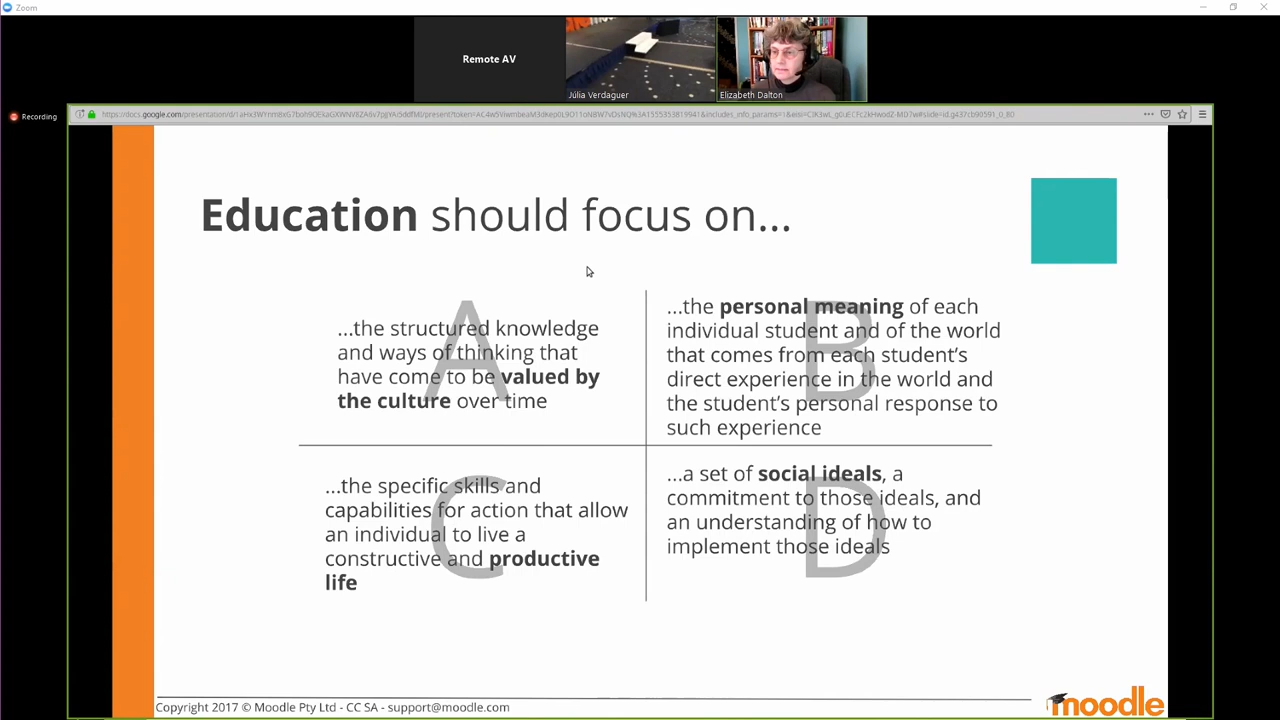 Zoom
Remote AV
Júlia Verdaguer
Elizabeth Dalton
Recording
Education should focus on...
A
...the structured knowledge
and ways of thinking that
have come to be valued by
the culture over time
B
...the personal meaning of each
individual student and of the world
that comes from each student's
direct experience in the world and
the student's personal response to
such experience
C
...the specific skills and
capabilities for action that allow
an individual to live a
constructive and productive
life
D
...a set of social ideals, a
commitment to those ideals, and
an understanding of how to
implement those ideals
Copyright 2017 © Moodle Pty Ltd - CC SA - support@moodle.com
moodle